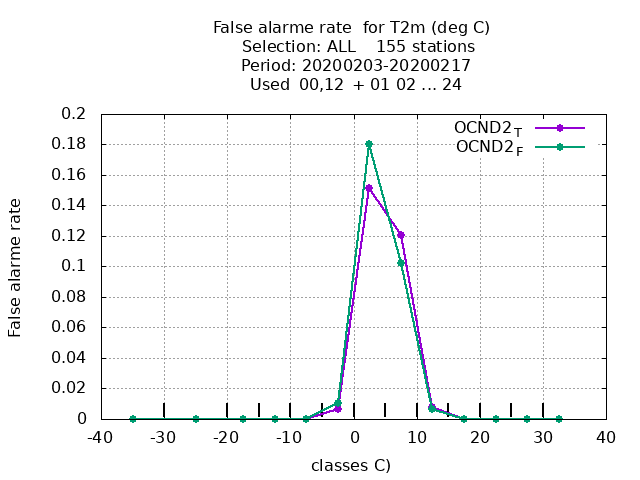 False alarme rate  for T2m (deg C)
Selection: ALL    155 stations
Period: 20200203-20200217
Used  00,12  + 01 02 ... 24
OCND2T
OCND2F
False alarme rate
0.2
0.18
0.16
0.14
0.12
0.1
0.08
0.06
0.04
0.02
0
-40 -30 -20 -10 0 10 20 30 40
classes C)